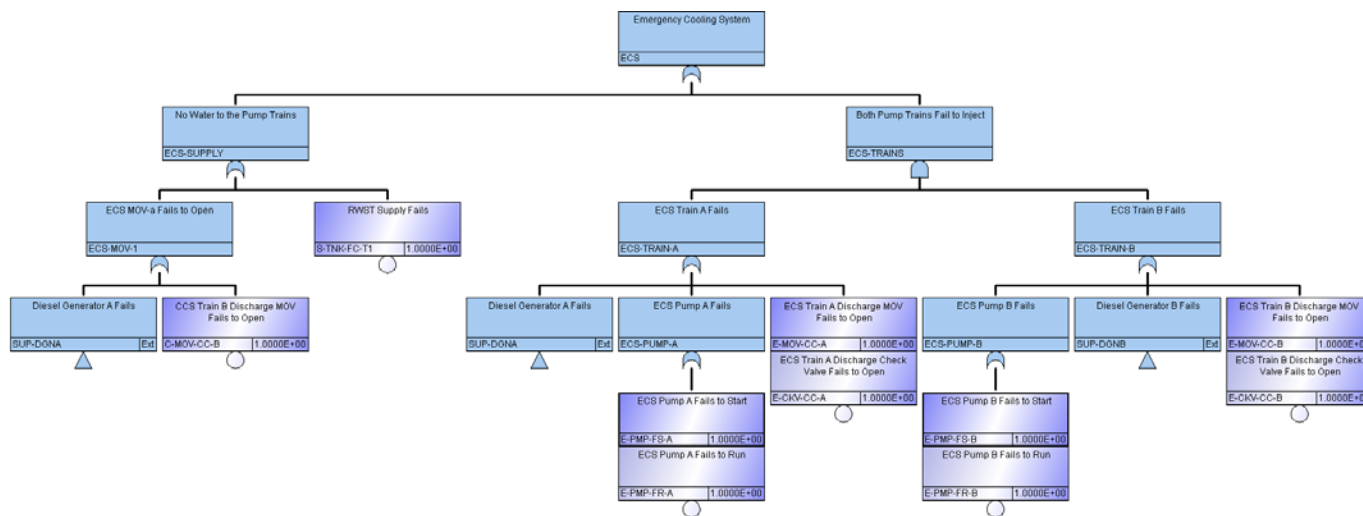 Emergency Cooling System
ECS
No Water to the Pump Trains
ECS-SUPPLY
Both Pump Trains Fail to Inject
ECS-TRAINS
ECS MOV-a Fails to Open
ECS-MOV-1
RWST Supply Fails
S-TNK-FC-T1 1.0000E+00
ECS Train A Fails
ECS-TRAIN-A
ECS Train B Fails
ECS-TRAIN-B
Diesel Generator A Fails
SUP-DGNA Ext
CCS Train B Discharge MOV
Fails to Open
C-MOV-CC-B 1.0000E+00
Diesel Generator A Fails
SUP-DGNA Ext
ECS Pump A Fails
ECS-PUMP-A
ECS Train A Discharge MOV
Fails to Open
E-MOV-CC-A 1.0000E+00
ECS Train A Discharge Check
Valve Fails to Open
E-CKV-CC-A 1.0000E+00
ECS Pump B Fails
ECS-PUMP-B
Diesel Generator B Fails
SUP-DGNB Ext
ECS Train B Discharge MOV
Fails to Open
E-MOV-CC-B 1.0000E+00
ECS Train B Discharge Check
Valve Fails to Open
E-CKV-CC-B 1.0000E+00
ECS Pump A Fails to Start
E-PMP-FS-A 1.0000E+00
ECS Pump A Fails to Run
E-PMP-FR-A 1.0000E+00
ECS Pump B Fails to Start
E-PMP-FS-B 1.0000E+00
ECS Pump B Fails to Run
E-PMP-FR-B 1.0000E+00